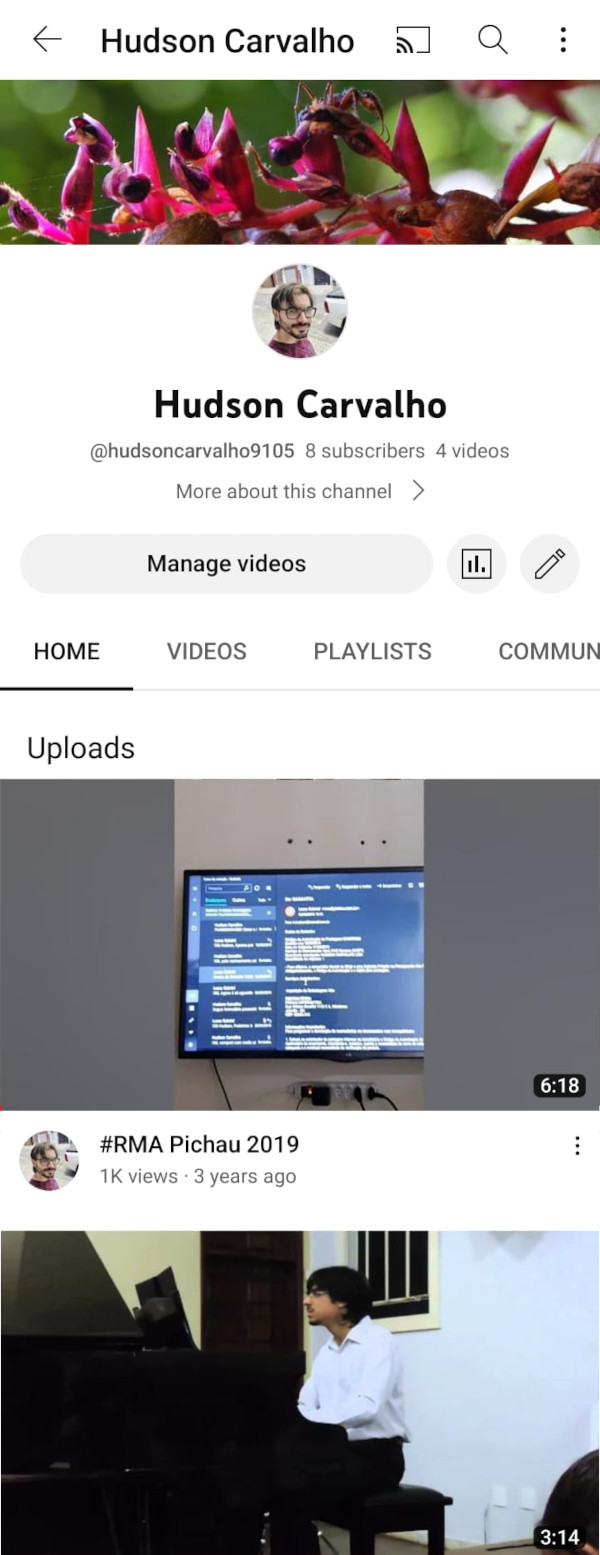 Hudson Carvalho
Hudson Carvalho
@hudsoncarvalho9105 8 subscribers 4 videos
More about this channel
Manage videos
HOME VIDEOS PLAYLISTS COMMUN
Uploads
6:18
#RMA Pichau 2019
1K views · 3 years ago
3:14